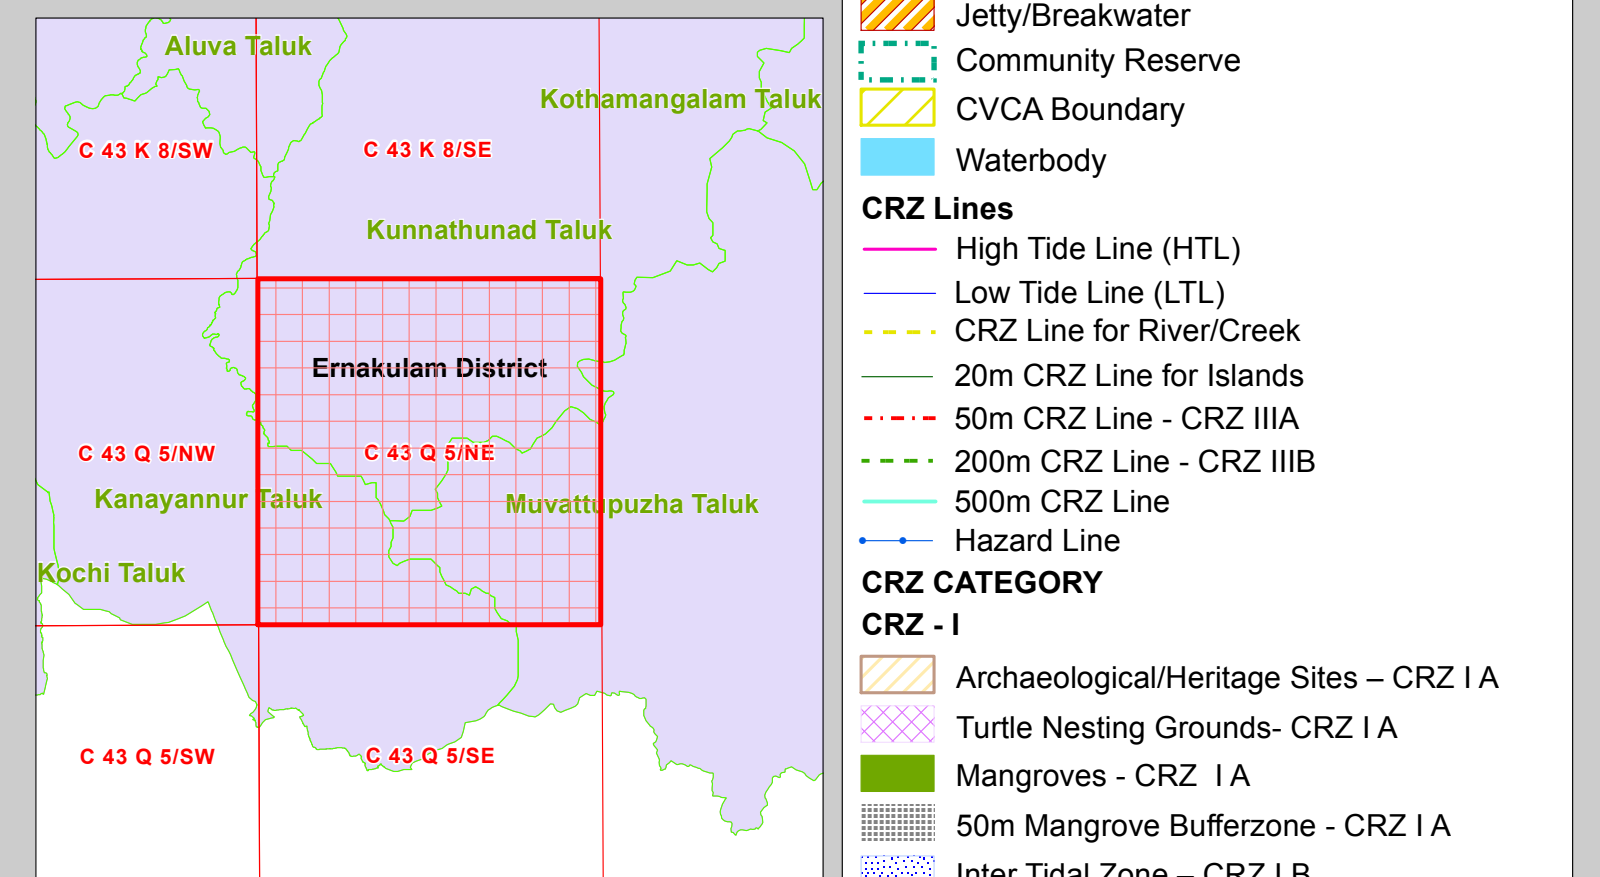 Aluva Taluk
Kothamangalam Taluk
C 43 K 8/SW
C 43 K 8/SE
Kunnathunad Taluk
Ernakulam District
C 43 Q 5/NW
C 43 Q 5/NE
Kanayannur Taluk
Muvattupuzha Taluk
Kochi Taluk
C 43 Q 5/SW
C 43 Q 5/SE
Jetty/Breakwater
Community Reserve
CVCA Boundary
Waterbody
CRZ Lines
High Tide Line (HTL)
Low Tide Line (LTL)
CRZ Line for River/Creek
20m CRZ Line for Islands
50m CRZ Line - CRZ IIIA
200m CRZ Line - CRZ IIIB
500m CRZ Line
Hazard Line
CRZ CATEGORY
CRZ - I
Archaeological/Heritage Sites – CRZ I A
Turtle Nesting Grounds- CRZ I A
Mangroves - CRZ  I A
50m Mangrove Bufferzone - CRZ I A
Inter Tidal Zone – CRZ I B